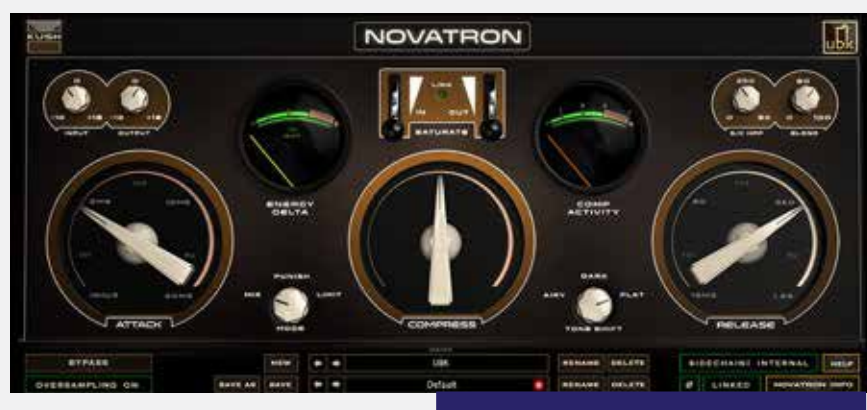 KUSH
NOVATRON
ubk
LINK
IN OUT
SATURATE
INPUT OUTPUT
S/C HPF BLEND
ENERGY DELTA
COMP ACTIVITY
ATTACK
MIX PUNISH LIMIT
MODE
COMPRESS
AIRY DARK FLAT
TONE SHIFT
RELEASE
BYPASS
NEW
UBK
RENAME DELETE
SIDECHAIN: INTERNAL
HELP
OVERSAMPLING ON
SAVE AS SAVE
Default
RENAME DELETE
LINKED
NOVATRON INFO